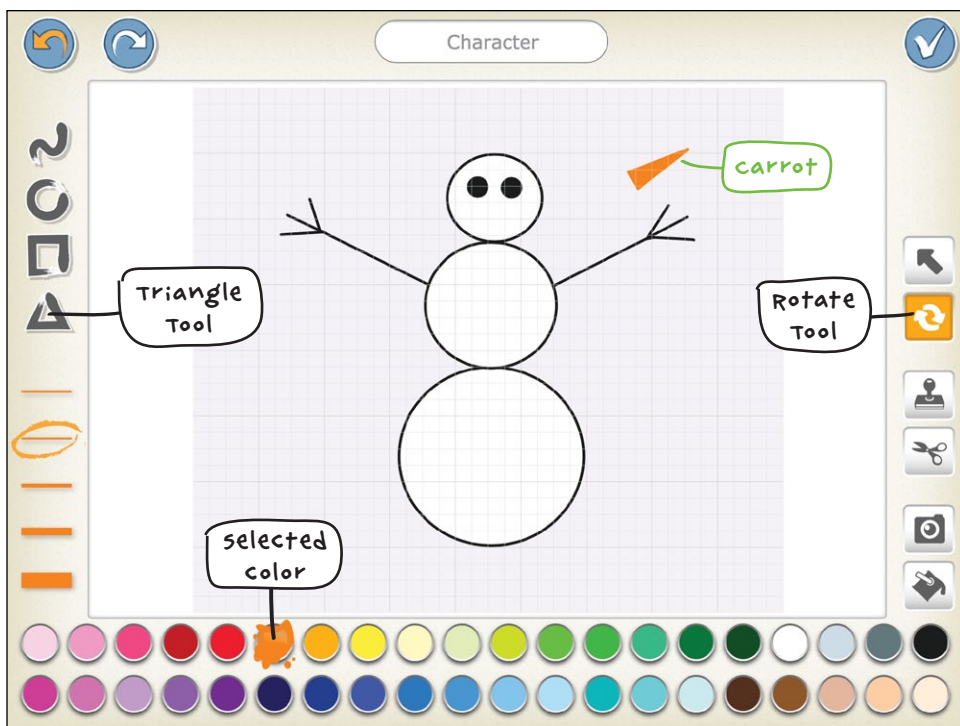 Character
carrot
Triangle
Tool
Rotate
Tool
selected
color